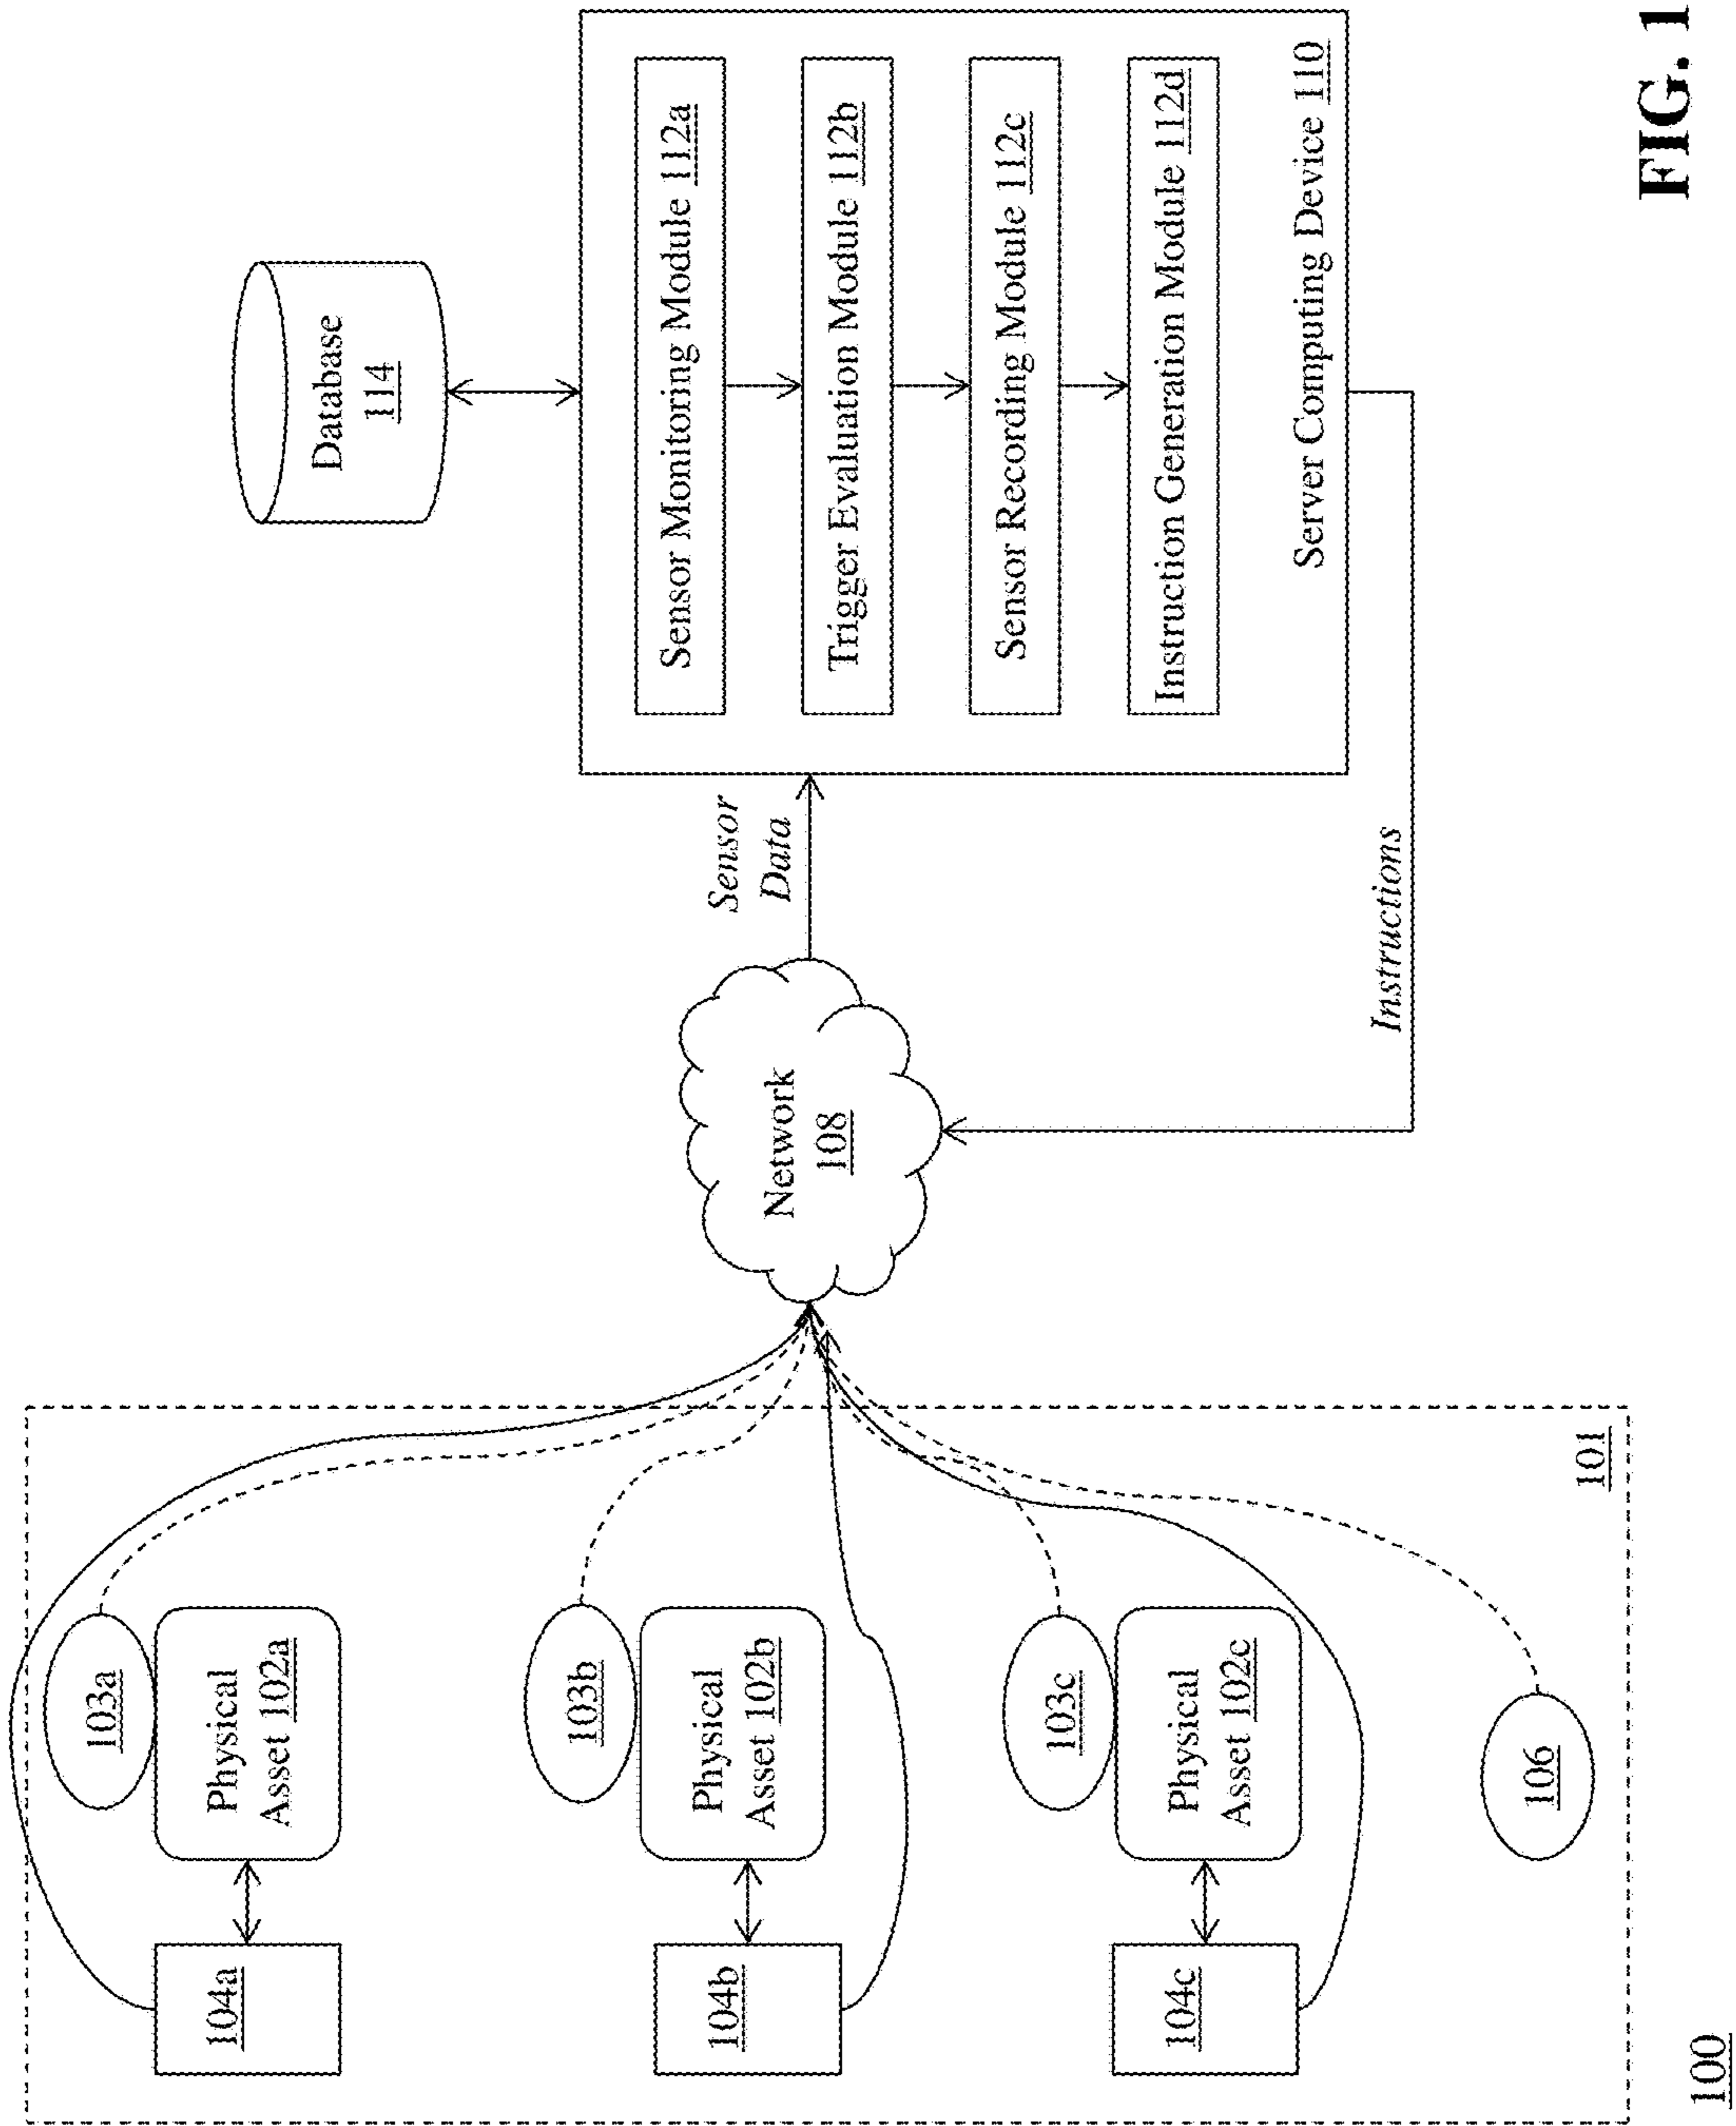 104a
103a
Physical
Asset 102a
104b
103b
Physical
Asset 102b
104c
103c
Physical
Asset 102c
106
101
100
Network
108
Sensor
Data
Instructions
Database
114
Sensor Monitoring Module 112a
Trigger Evaluation Module 112b
Sensor Recording Module 112c
Instruction Generation Module 112d
Server Computing Device 110
FIG. 1